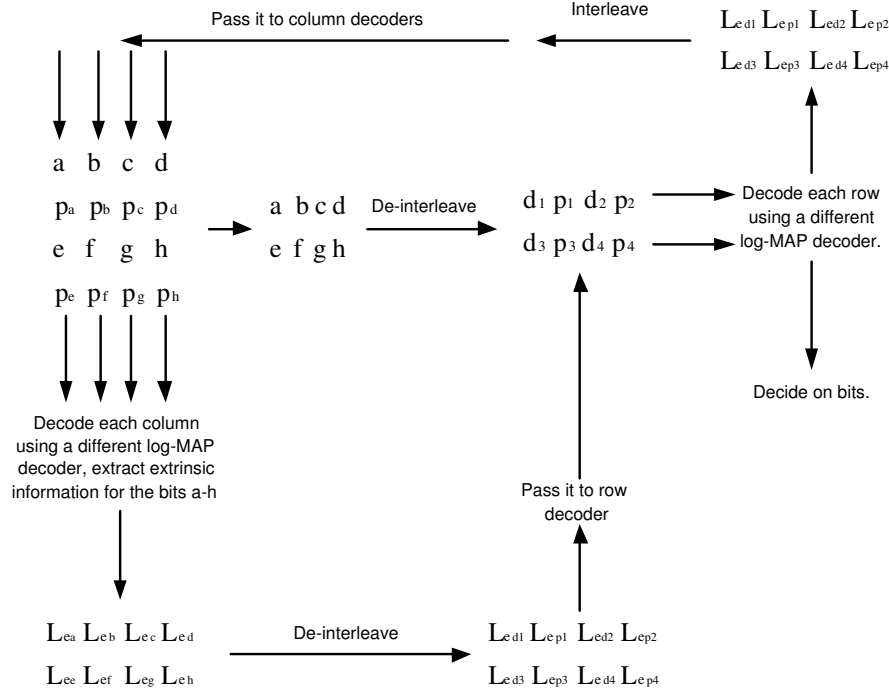 Pass it to column decoders
Interleave
Led1 Lep1 Led2 Lep2
Led3 Lep3 Led4 Lep4
a b c d
pa pb pc pd
e f g h
pe pf pg ph
a b c d
e f g h
De-interleave
d1 p1 d2 p2
d3 p3 d4 p4
Decode each row
using a different
log-MAP decoder.
Decide on bits.
Decode each column
using a different log-MAP
decoder, extract extrinsic
information for the bits a-h
Pass it to row
decoder
Lea Leb Lec Led
Lee Lef Leg Leh
De-interleave
Led1 Lep1 Led2 Lep2
Led3 Lep3 Led4 Lep4